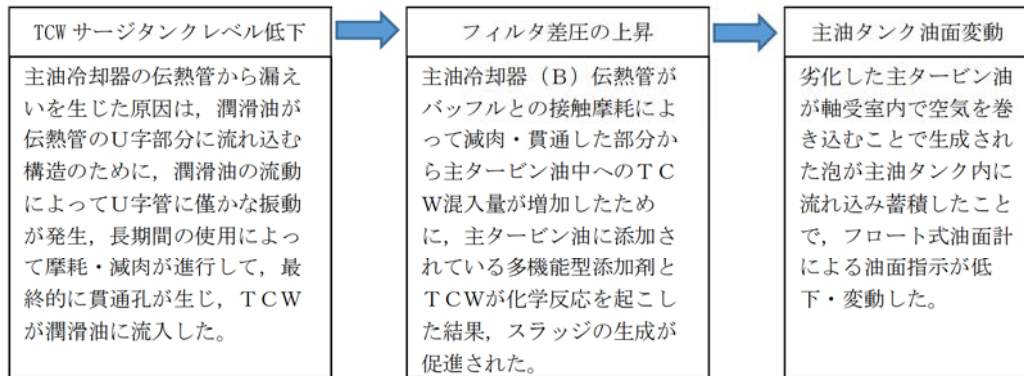 TCW サージタンクレベル低下
主油冷却器の伝熱管から漏え
いを生じた原因は，潤滑油が
伝熱管のＵ字部分に流れ込む
構造のために，潤滑油の流動
によってＵ字管に僅かな振動
が発生，長期間の使用によっ
て摩耗・減肉が進行して，最
終的に貫通孔が生じ，ＴＣＷ
が潤滑油に流入した。
フィルタ差圧の上昇
主油冷却器（Ｂ）伝熱管が
バッフルとの接触摩耗によ
って減肉・貫通した部分か
ら主タービン油中へのＴＣ
Ｗ混入量が増加したため
に，主タービン油に添加さ
れている多機能型添加剤と
ＴＣＷが化学反応を起こし
た結果，スラッジの生成が
促進された。
主油タンク油面変動
劣化した主タービン油
が軸受室内で空気を巻
き込むことで生成され
た泡が主油タンク内に
流れ込み蓄積したこと
で，フロート式油面計
による油面指示が低
下・変動した。